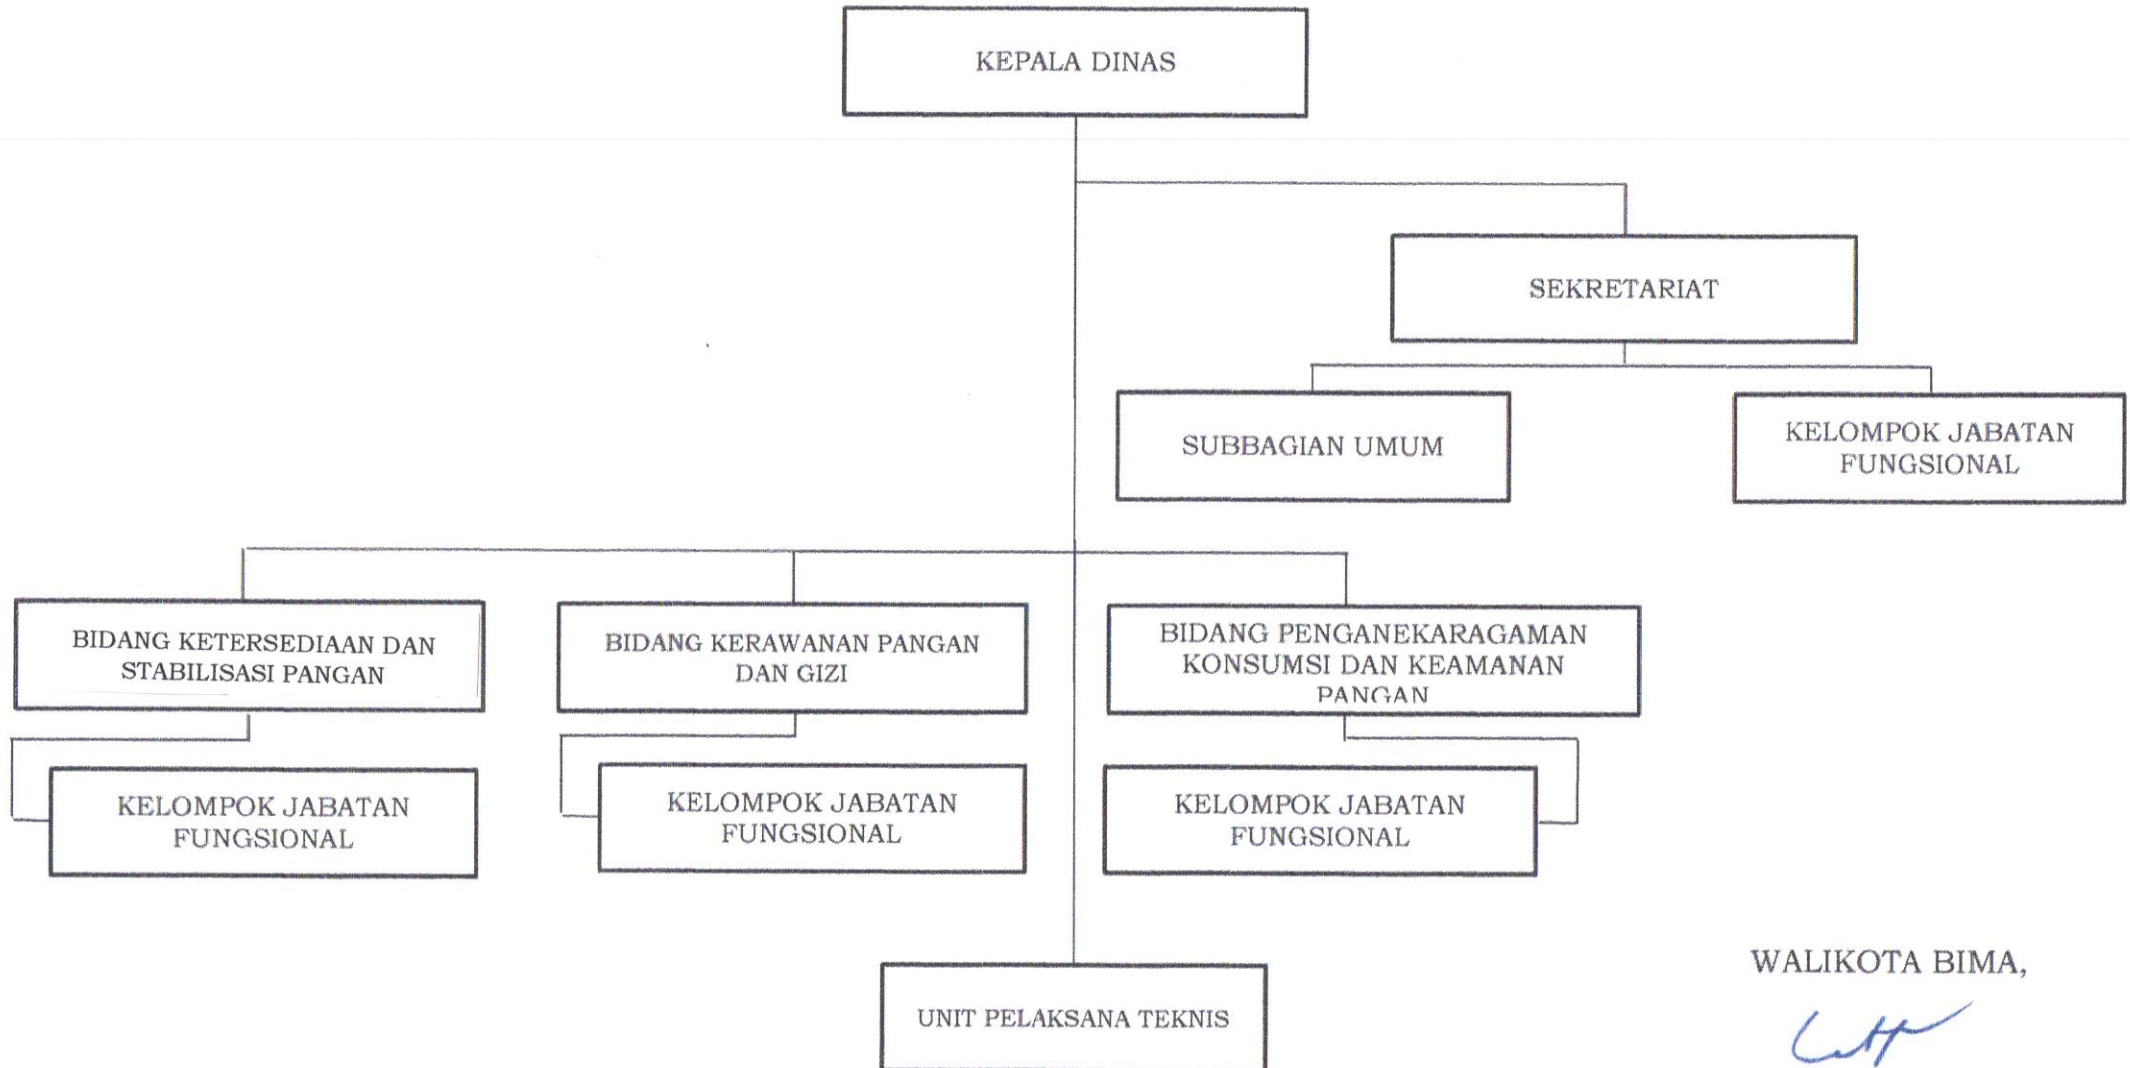 KEPALA DINAS
SEKRETARIAT
SUBBAGIAN UMUM
KELOMPOK JABATAN
FUNGSIONAL
BIDANG KETERSEDIAAN DAN
STABILISASI PANGAN
BIDANG KERAWANAN PANGAN
DAN GIZI
BIDANG PENGANEKARAGAMAN
KONSUMSI DAN KEAMANAN
PANGAN
KELOMPOK JABATAN
FUNGSIONAL
KELOMPOK JABATAN
FUNGSIONAL
KELOMPOK JABATAN
FUNGSIONAL
WALIKOTA BIMA,
UNIT PELAKSANA TEKNIS